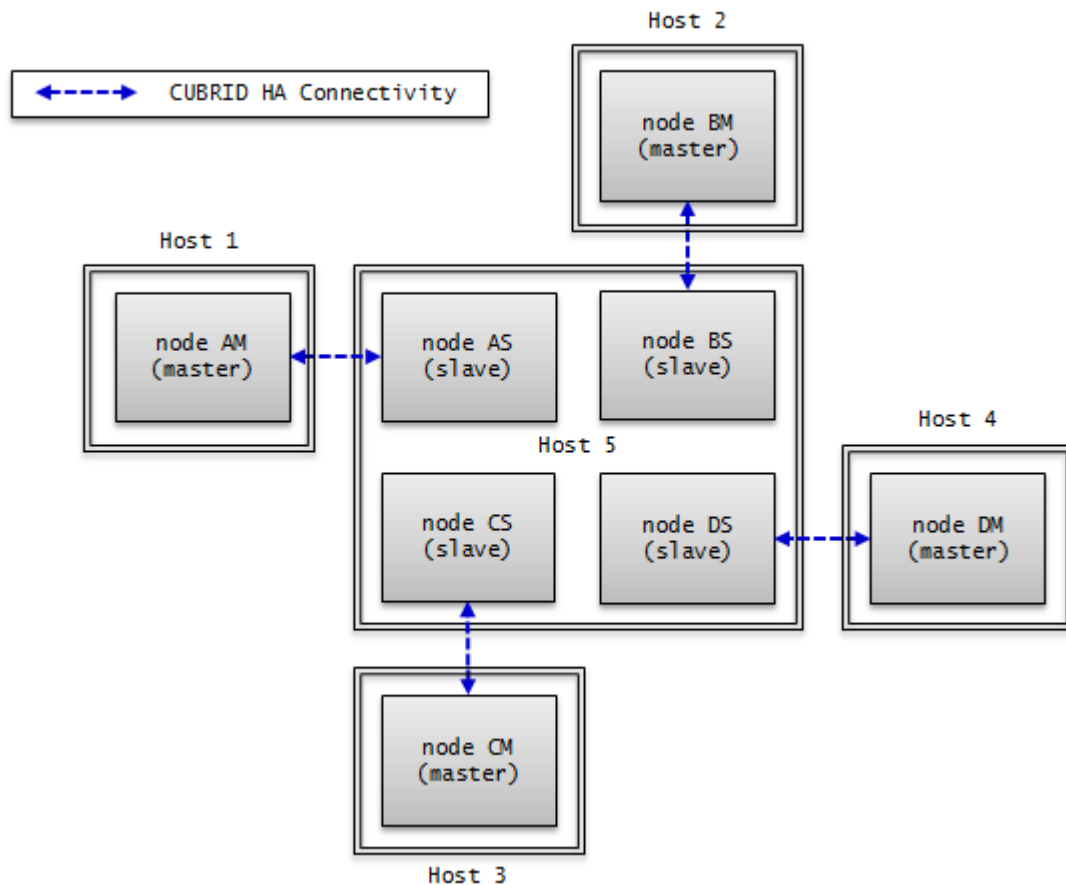 Host 2
CUBRID HA Connectivity
node BM
(master)
Host 1
node AM
(master)
node AS
(slave)
node BS
(slave)
Host 5
Host 4
node CS
(slave)
node DS
(slave)
node DM
(master)
node CM
(master)
Host 3